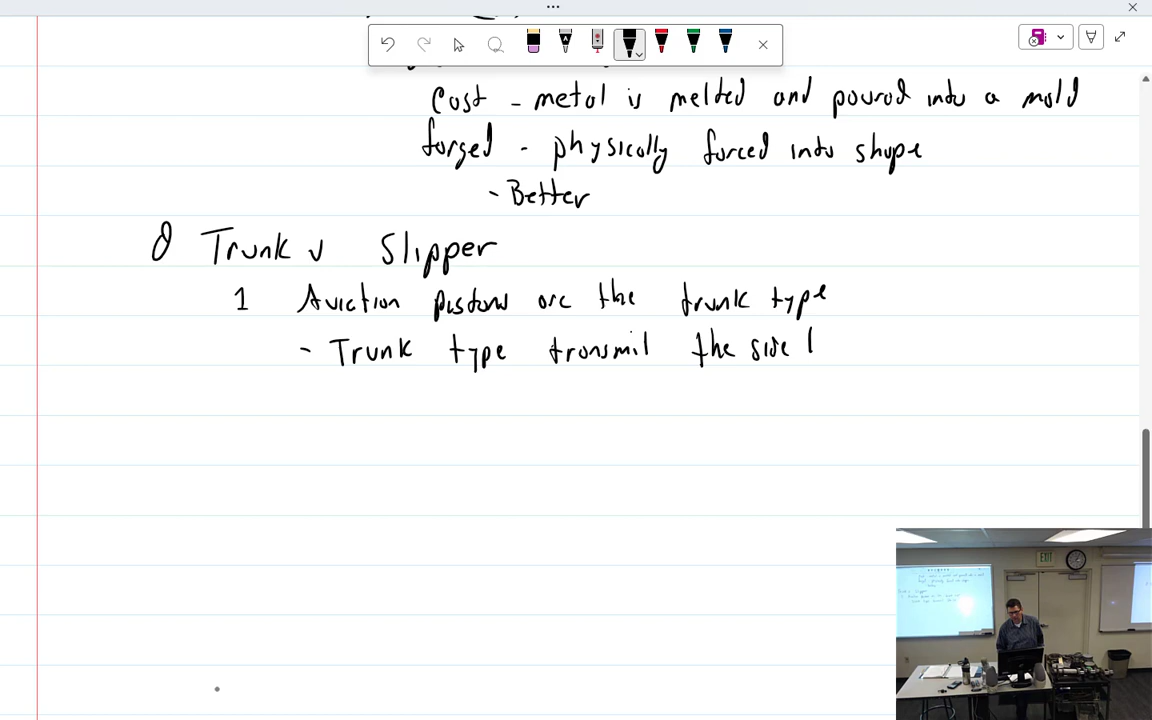 Cast - metal is melted and poured into a mold
forged - physically forced into shape
- Better
Trunk v Slipper
1 Aviation pistons are the trunk type
- Trunk type transmit the side l
EXIT